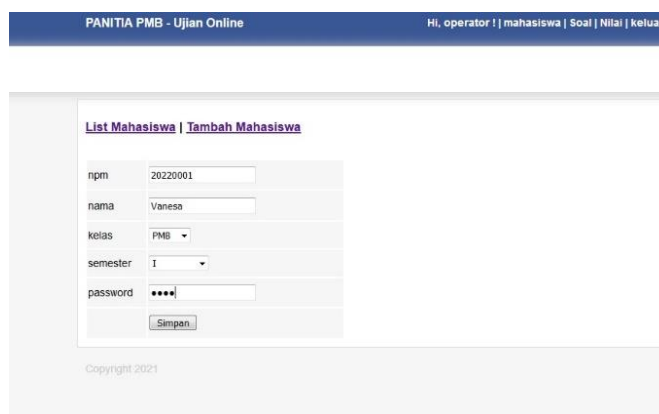 PANITIA PMB - Ujian Online
Hi, operator ! | mahasiswa | Soal | Nilai | kelua
List Mahasiswa | Tambah Mahasiswa
npm 20220001
nama Vanesa
kelas PMB
semester I
password ••••
Simpan
Copyright 2021